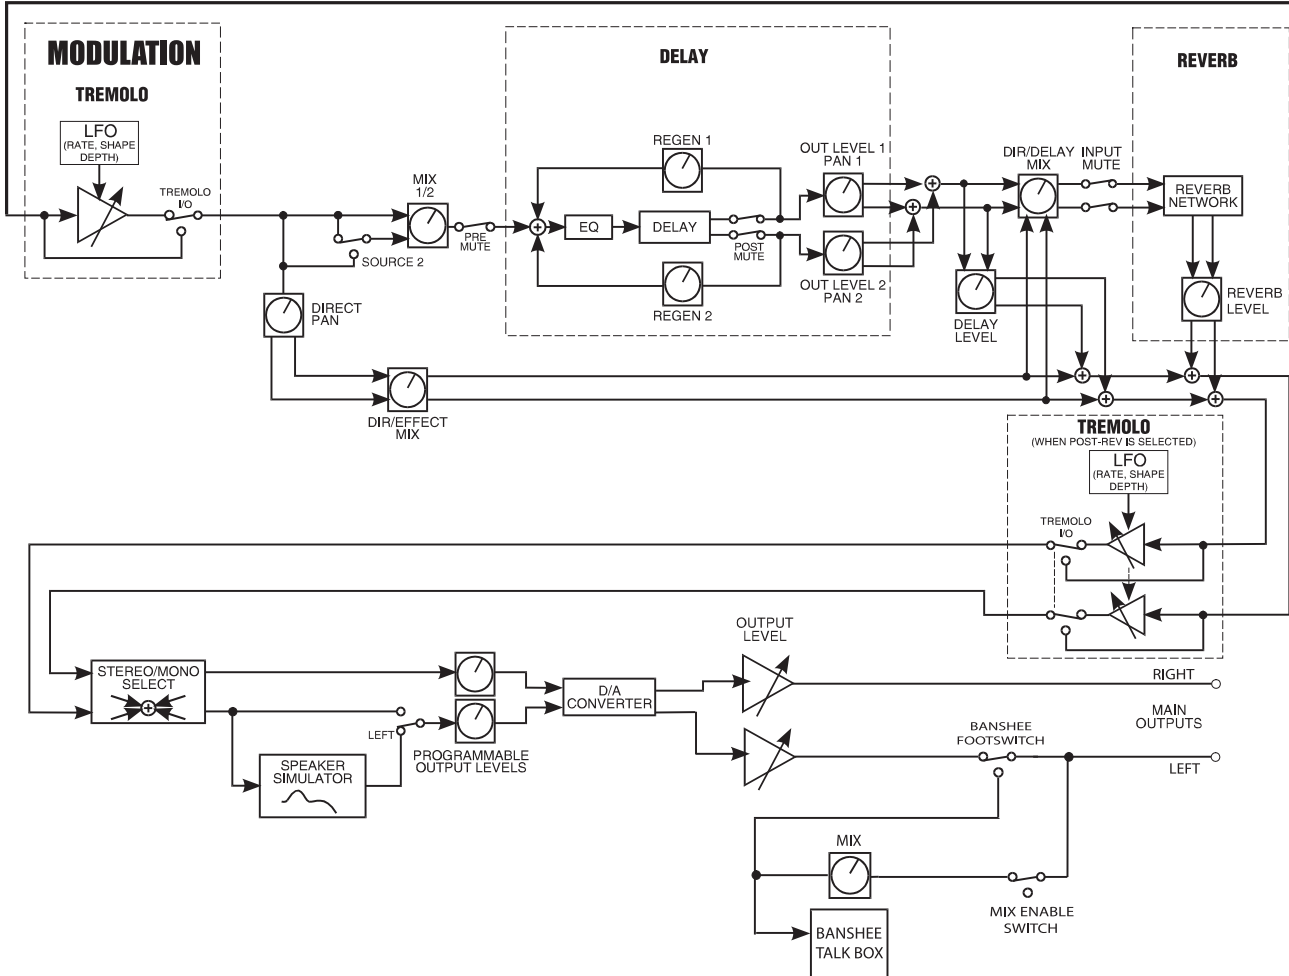 MODULATION
TREMOLO
LFO
(RATE, SHAPE
DEPTH)
TREMOLO
I/O
MIX
1/2
PRE
MUTE
SOURCE 2
DIRECT
PAN
DIR/EFFECT
MIX
DELAY
REGEN 1
EQ
DELAY
POST
MUTE
REGEN 2
OUT LEVEL 1
PAN 1
OUT LEVEL 2
PAN 2
DIR/DELAY
MIX
INPUT
MUTE
DELAY
LEVEL
REVERB
REVERB
NETWORK
REVERB
LEVEL
TREMOLO
(WHEN POST-REV IS SELECTED)
LFO
(RATE, SHAPE
DEPTH)
TREMOLO
I/O
STEREO/MONO
SELECT
SPEAKER
SIMULATOR
LEFT
PROGRAMMABLE
OUTPUT LEVELS
D/A
CONVERTER
OUTPUT
LEVEL
RIGHT
MAIN
OUTPUTS
BANSHEE
FOOTSWITCH
LEFT
MIX
MIX ENABLE
SWITCH
BANSHEE
TALK BOX